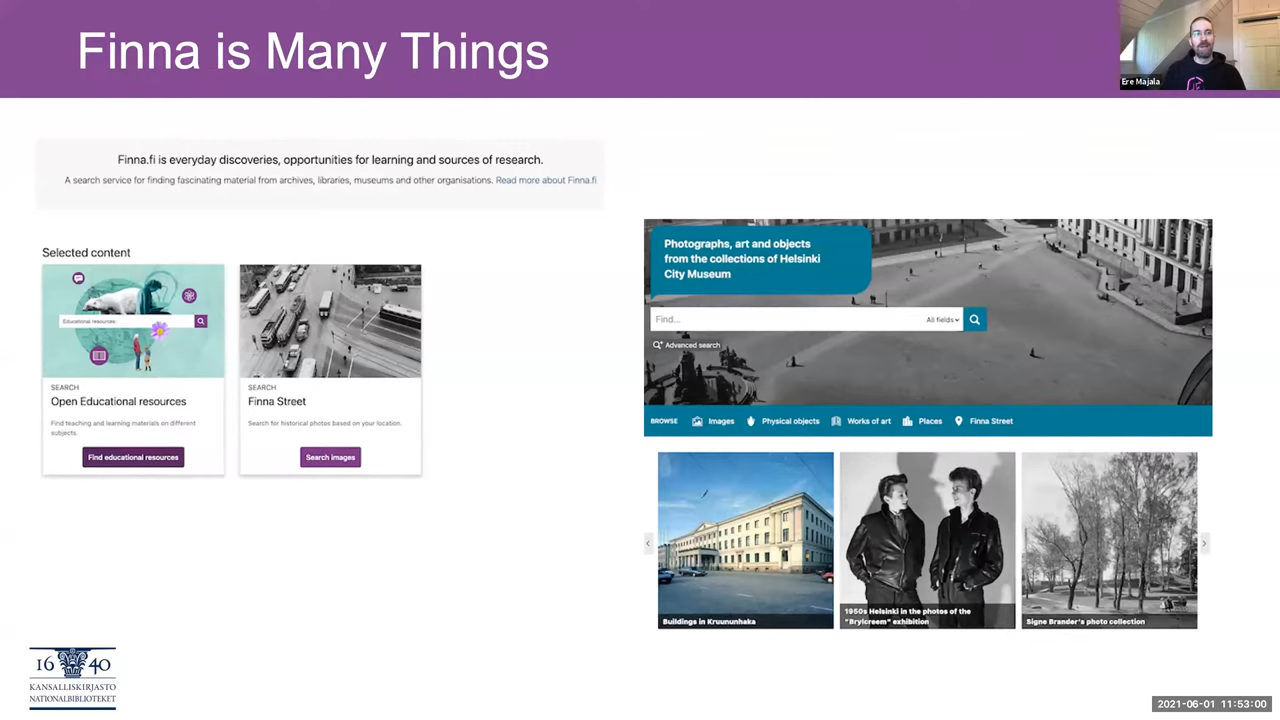 Finna is Many Things
Ere Majala
Finna.fi is everyday discoveries, opportunities for learning and sources of research.
A search service for finding fascinating material from archives, libraries, museums and other organisations. Read more about Finna.fi
Selected content
Educational resources
SEARCH
Open Educational resources
Find teaching and learning materials on different
subjects.
Find educational resources
SEARCH
Finna Street
Search for historical photos based on your location.
Search images
Photographs, art and objects
from the collections of Helsinki
City Museum
Find...
All fields
Advanced search
BROWSE
Images
Physical objects
Works of art
Places
Finna Street
Buildings in Kruununhaka
1950s Helsinki in the photos of the
"Brylcreem" exhibition
Signe Brander's photo collection
16 40
KANSALLISKIRJASTO
NATIONALBIBLIOTEKET
2021-06-01 11:53:00